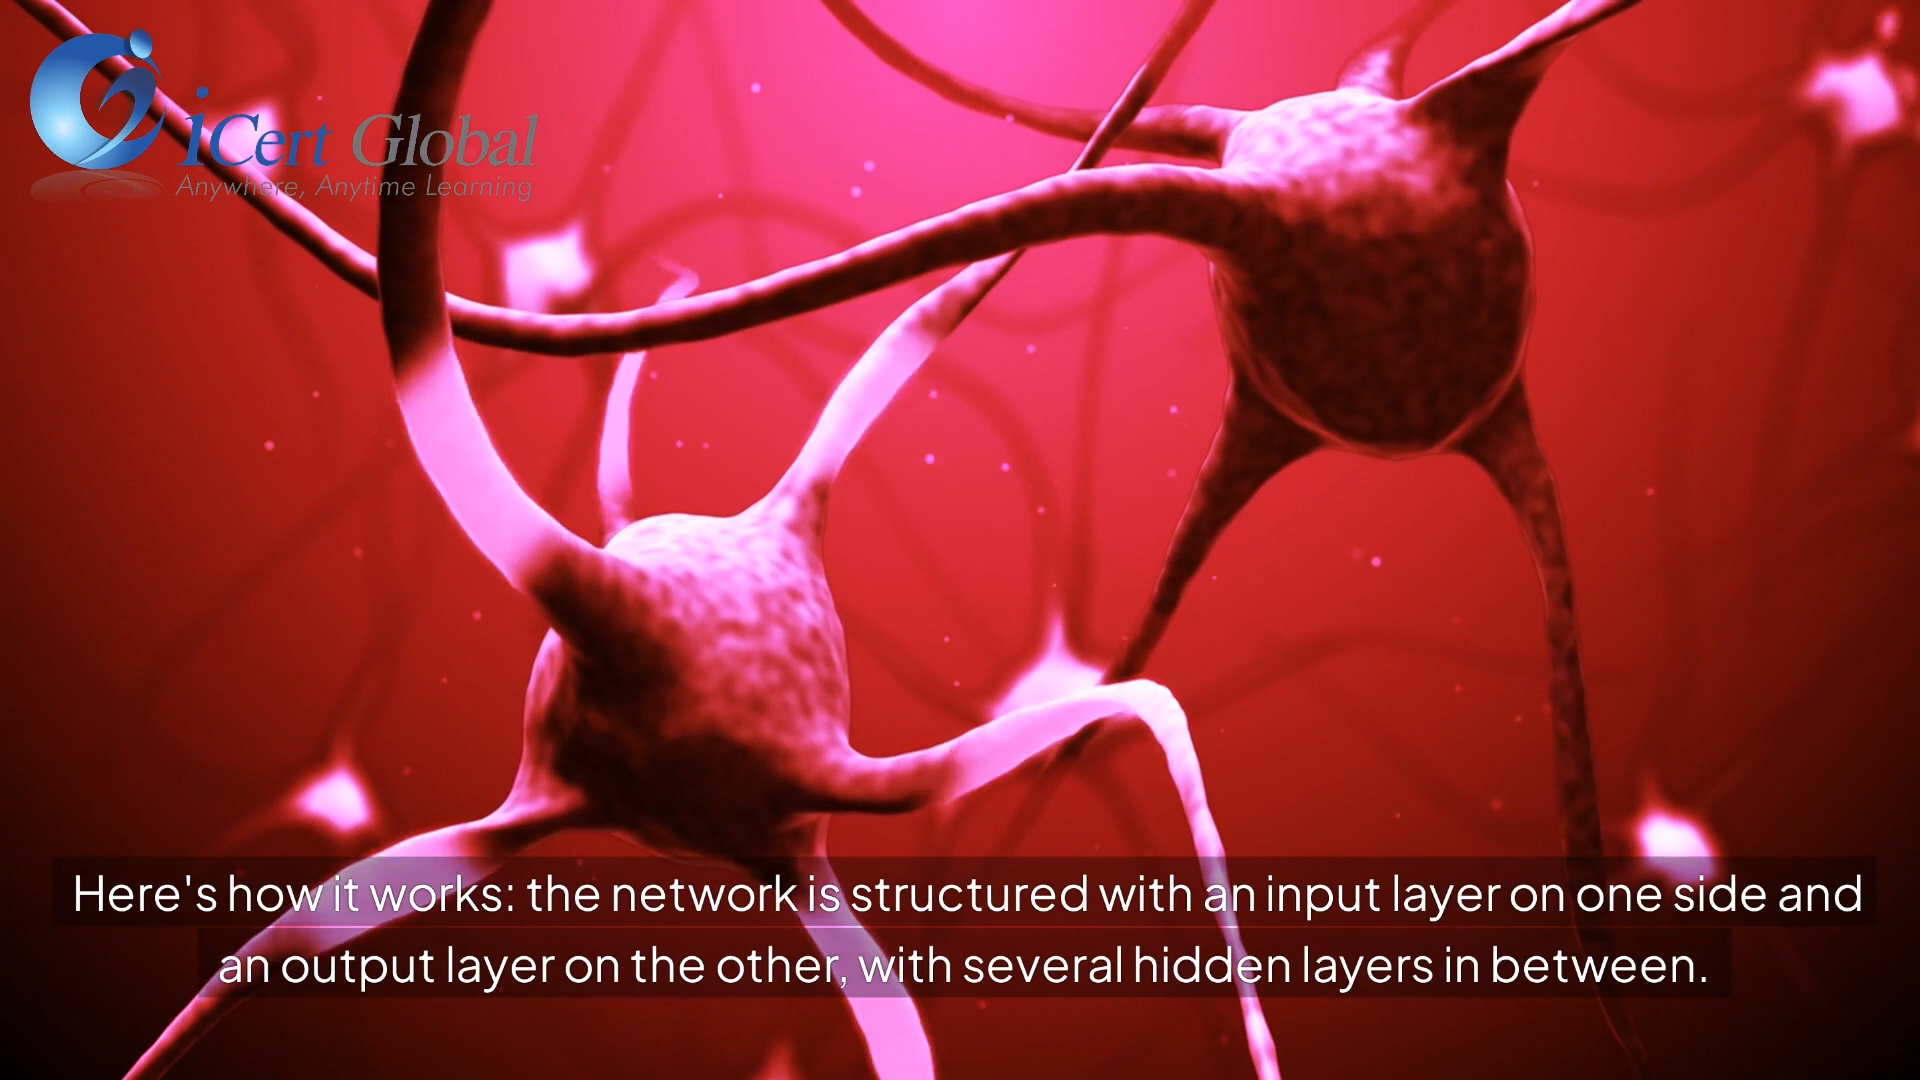 iCert Global
Anywhere, Anytime Learning
Here's how it works: the network is structured with an input layer on one side and
an output layer on the other, with several hidden layers in between.